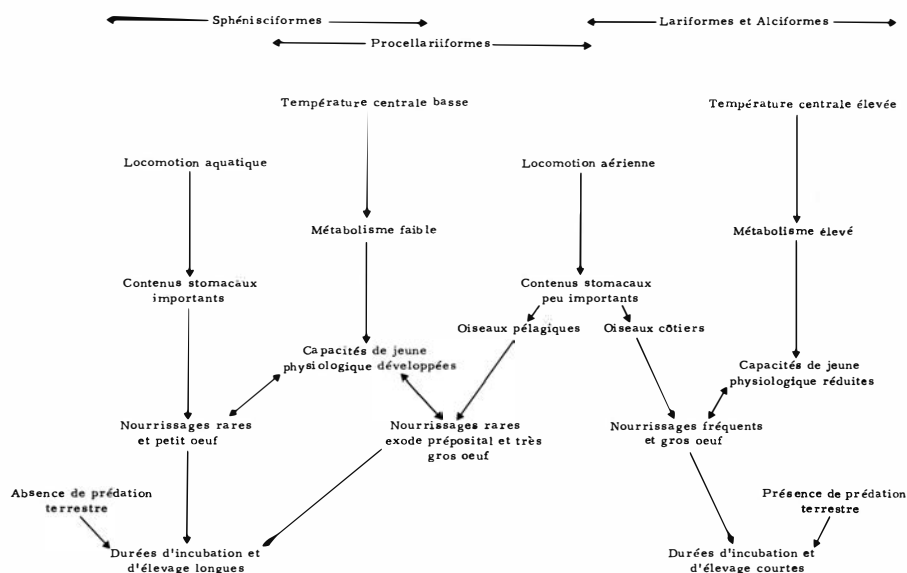 Sphénisciformes
Lariformes et Alciformes
Procellariiformes
Température centrale basse
Température centrale élevée
Locomotion aquatique
Locomotion aérienne
Métabolisme faible
Métabolisme élevé
Contenus stomacaux
importants
Contenus stomacaux
peu importants
Oiseaux pélagiques
Oiseaux côtiers
Capacités de jeune
physiologique développées
Capacités de jeune
physiologique réduites
Nourrissages rares
et petit oeuf
Nourrissages rares
exode préposital et très
gros oeuf
Nourrissages fréquents
et gros oeuf
Absence de prédation
terrestre
Présence de prédation
terrestre
Durées d'incubation et
d'élevage longues
Durées d'incubation et
d'élevage courtes